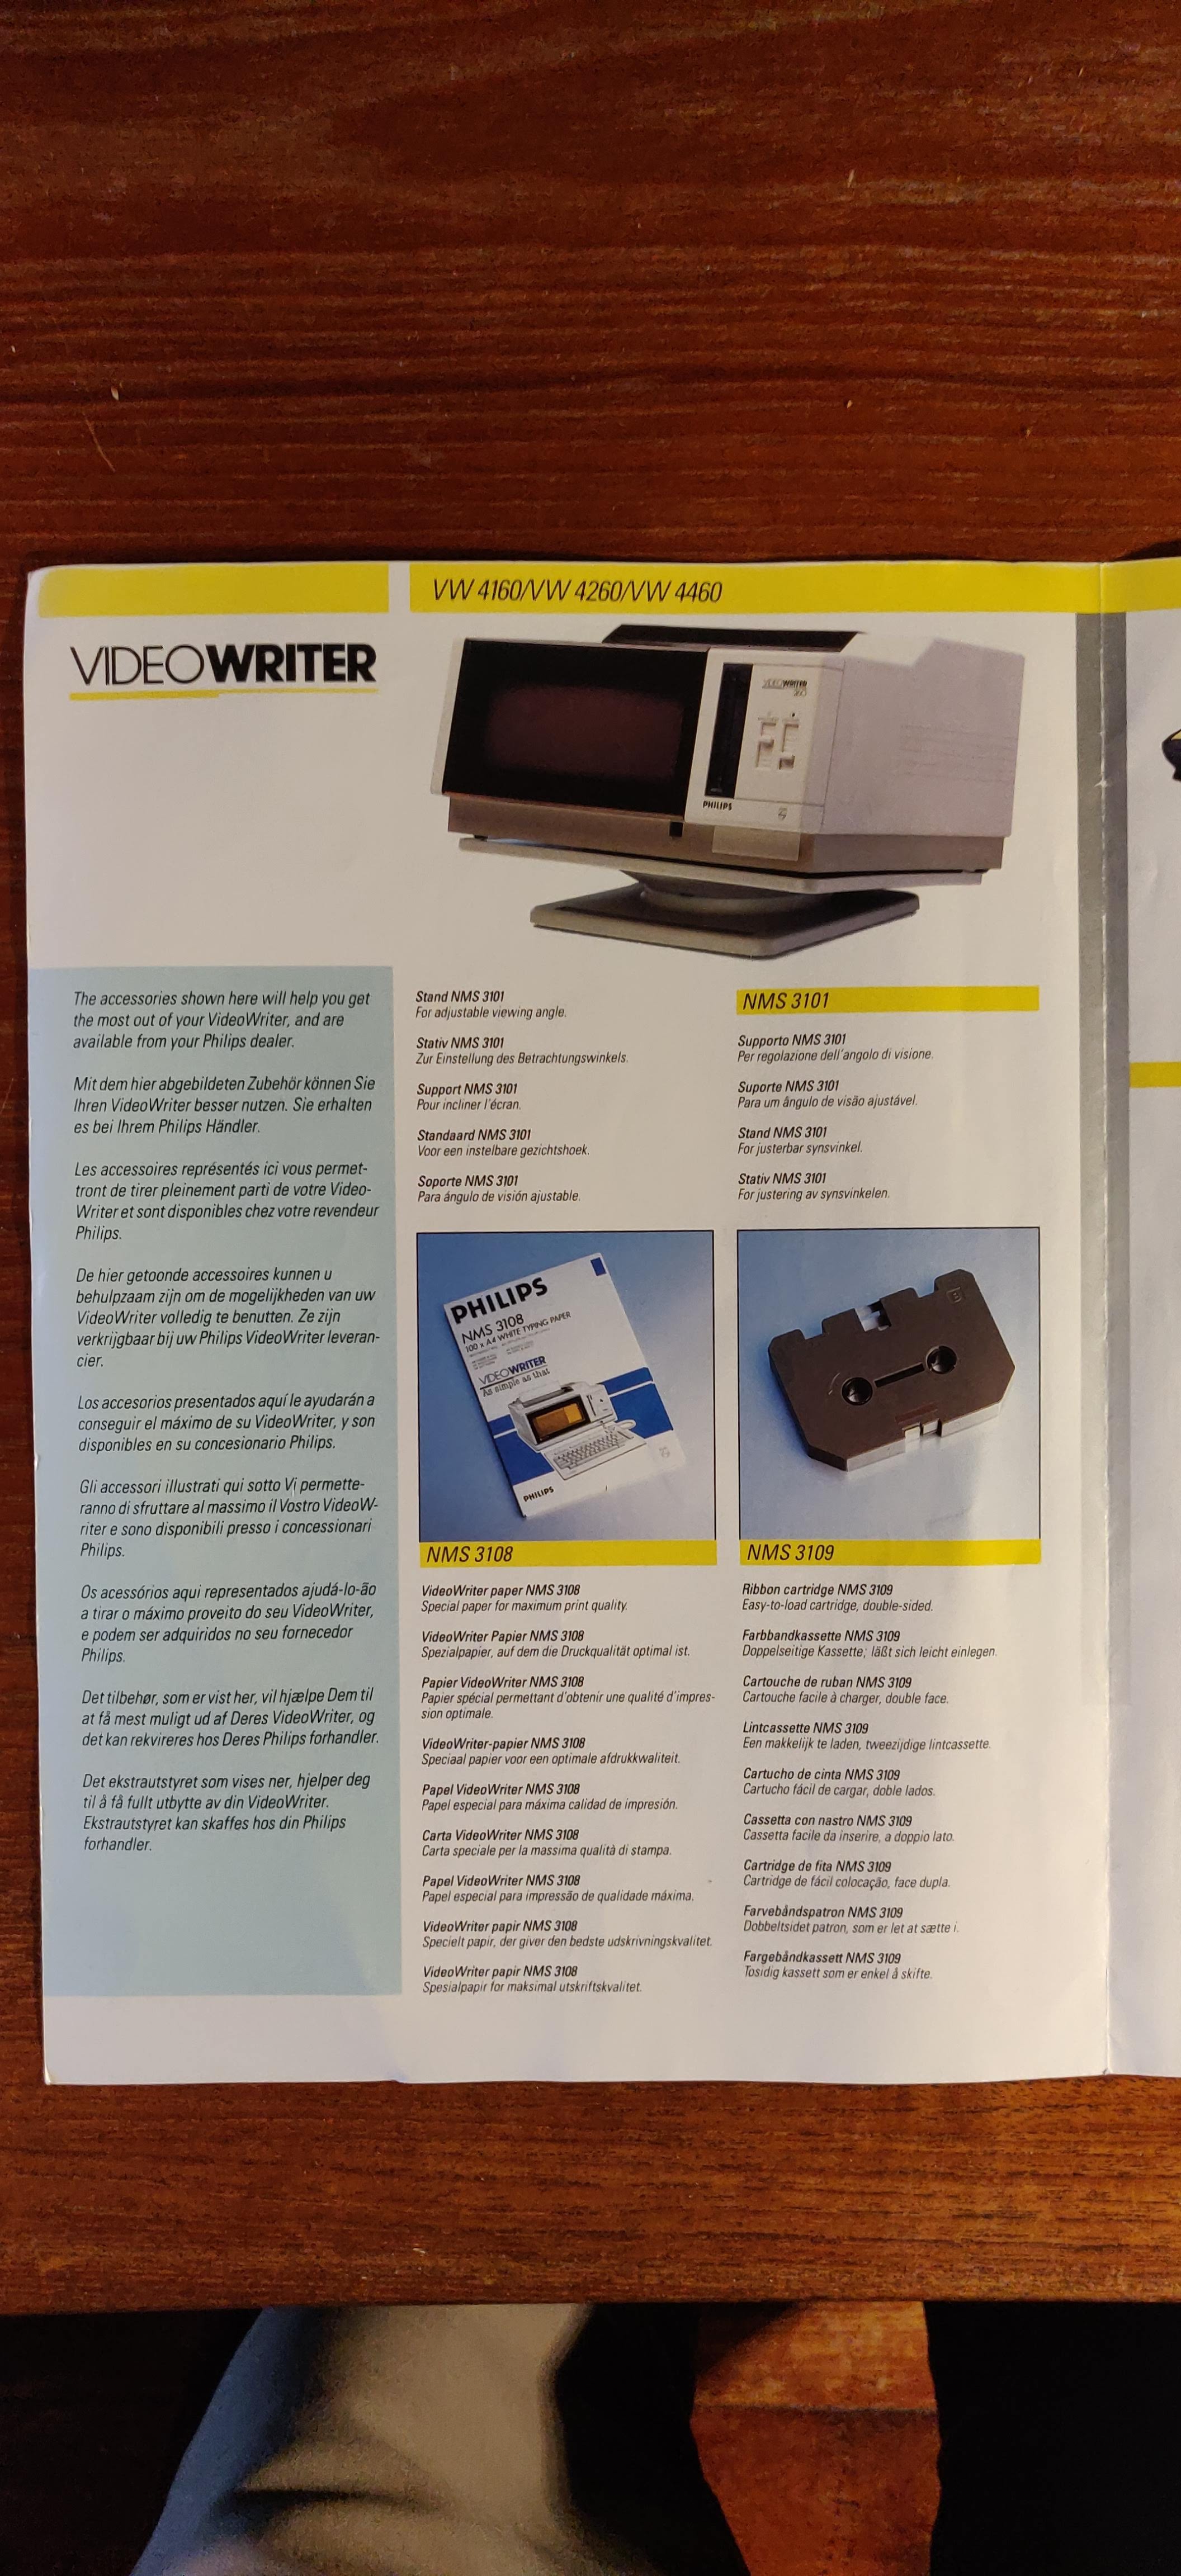 VW 4160/VW 4260/VW 4460
VIDEOWRITER
VIDEOWRITER
PHILIPS
The accessories shown here will help you get
the most out of your VideoWriter, and are
available from your Philips dealer.
Mit dem hier abgebildeten Zubehör können Sie
Ihren VideoWriter besser nutzen. Sie erhalten
es bei Ihrem Philips Händler.
Les accessoires représentés ici vous permet-
tront de tirer pleinement parti de votre Video-
Writer et sont disponibles chez votre revendeur
Philips.
De hier getoonde accessoires kunnen u
behulpzaam zijn om de mogelijkheden van uw
VideoWriter volledig te benutten. Ze zijn
verkrijgbaar bij uw Philips VideoWriter leveran-
cier.
Los accesorios presentados aquí le ayudarán a
conseguir el máximo de su VideoWriter, y son
disponibles en su concesionario Philips.
Gli accessori illustrati qui sotto Vi permette-
ranno di sfruttare al massimo il Vostro VideoW-
riter e sono disponibili presso i concessionari
Philips.
Os acessórios aqui representados ajudá-lo-ão
a tirar o máximo proveito do seu VideoWriter,
e podem ser adquiridos no seu fornecedor
Philips.
Det tilbehør, som er vist her, vil hjælpe Dem til
at få mest muligt ud af Deres VideoWriter, og
det kan rekvireres hos Deres Philips forhandler.
Det ekstrautstyret som vises ner, hjelper deg
til å få fullt utbytte av din VideoWriter.
Ekstrautstyret kan skaffes hos din Philips
forhandler.
Stand NMS 3101
For adjustable viewing angle.
Stativ NMS 3101
Zur Einstellung des Betrachtungswinkels.
Support NMS 3101
Pour incliner l'écran.
Standaard NMS 3101
Voor een instelbare gezichtshoek.
Soporte NMS 3101
Para ángulo de visión ajustable.
NMS 3101
Supporto NMS 3101
Per regolazione dell'angolo di visione.
Suporte NMS 3101
Para um ângulo de visão ajustável.
Stand NMS 3101
For justerbar synsvinkel.
Stativ NMS 3101
For justering av synsvinkelen.
PHILIPS
NMS 3108
100 x A4 WHITE TYPING PAPER
VIDEOWRITER
As simple as that
PHILIPS
NMS 3108
VideoWriter paper NMS 3108
Special paper for maximum print quality.
VideoWriter Papier NMS 3108
Spezialpapier, auf dem die Druckqualität optimal ist.
Papier VideoWriter NMS 3108
Papier spécial permettant d'obtenir une qualité d'impres-
sion optimale.
VideoWriter-papier NMS 3108
Speciaal papier voor een optimale afdrukkwaliteit.
Papel VideoWriter NMS 3108
Papel especial para máxima calidad de impresión.
Carta VideoWriter NMS 3108
Carta speciale per la massima qualità di stampa.
Papel VideoWriter NMS 3108
Papel especial para impressão de qualidade máxima.
VideoWriter papir NMS 3108
Specielt papir, der giver den bedste udskrivningskvalitet.
VideoWriter papir NMS 3108
Spesialpapir for maksimal utskriftskvalitet.
NMS 3109
Ribbon cartridge NMS 3109
Easy-to-load cartridge, double-sided.
Farbbandkassette NMS 3109
Doppelseitige Kassette; läßt sich leicht einlegen.
Cartouche de ruban NMS 3109
Cartouche facile à charger, double face.
Lintcassette NMS 3109
Een makkelijk te laden, tweezijdige lintcassette.
Cartucho de cinta NMS 3109
Cartucho fácil de cargar, doble lados.
Cassetta con nastro NMS 3109
Cassetta facile da inserire, a doppio lato.
Cartridge de fita NMS 3109
Cartridge de fácil colocação, face dupla.
Farvebåndspatron NMS 3109
Dobbeltsidet patron, som er let at sætte i.
Fargebåndkassett NMS 3109
Tosidig kassett som er enkel å skifte.